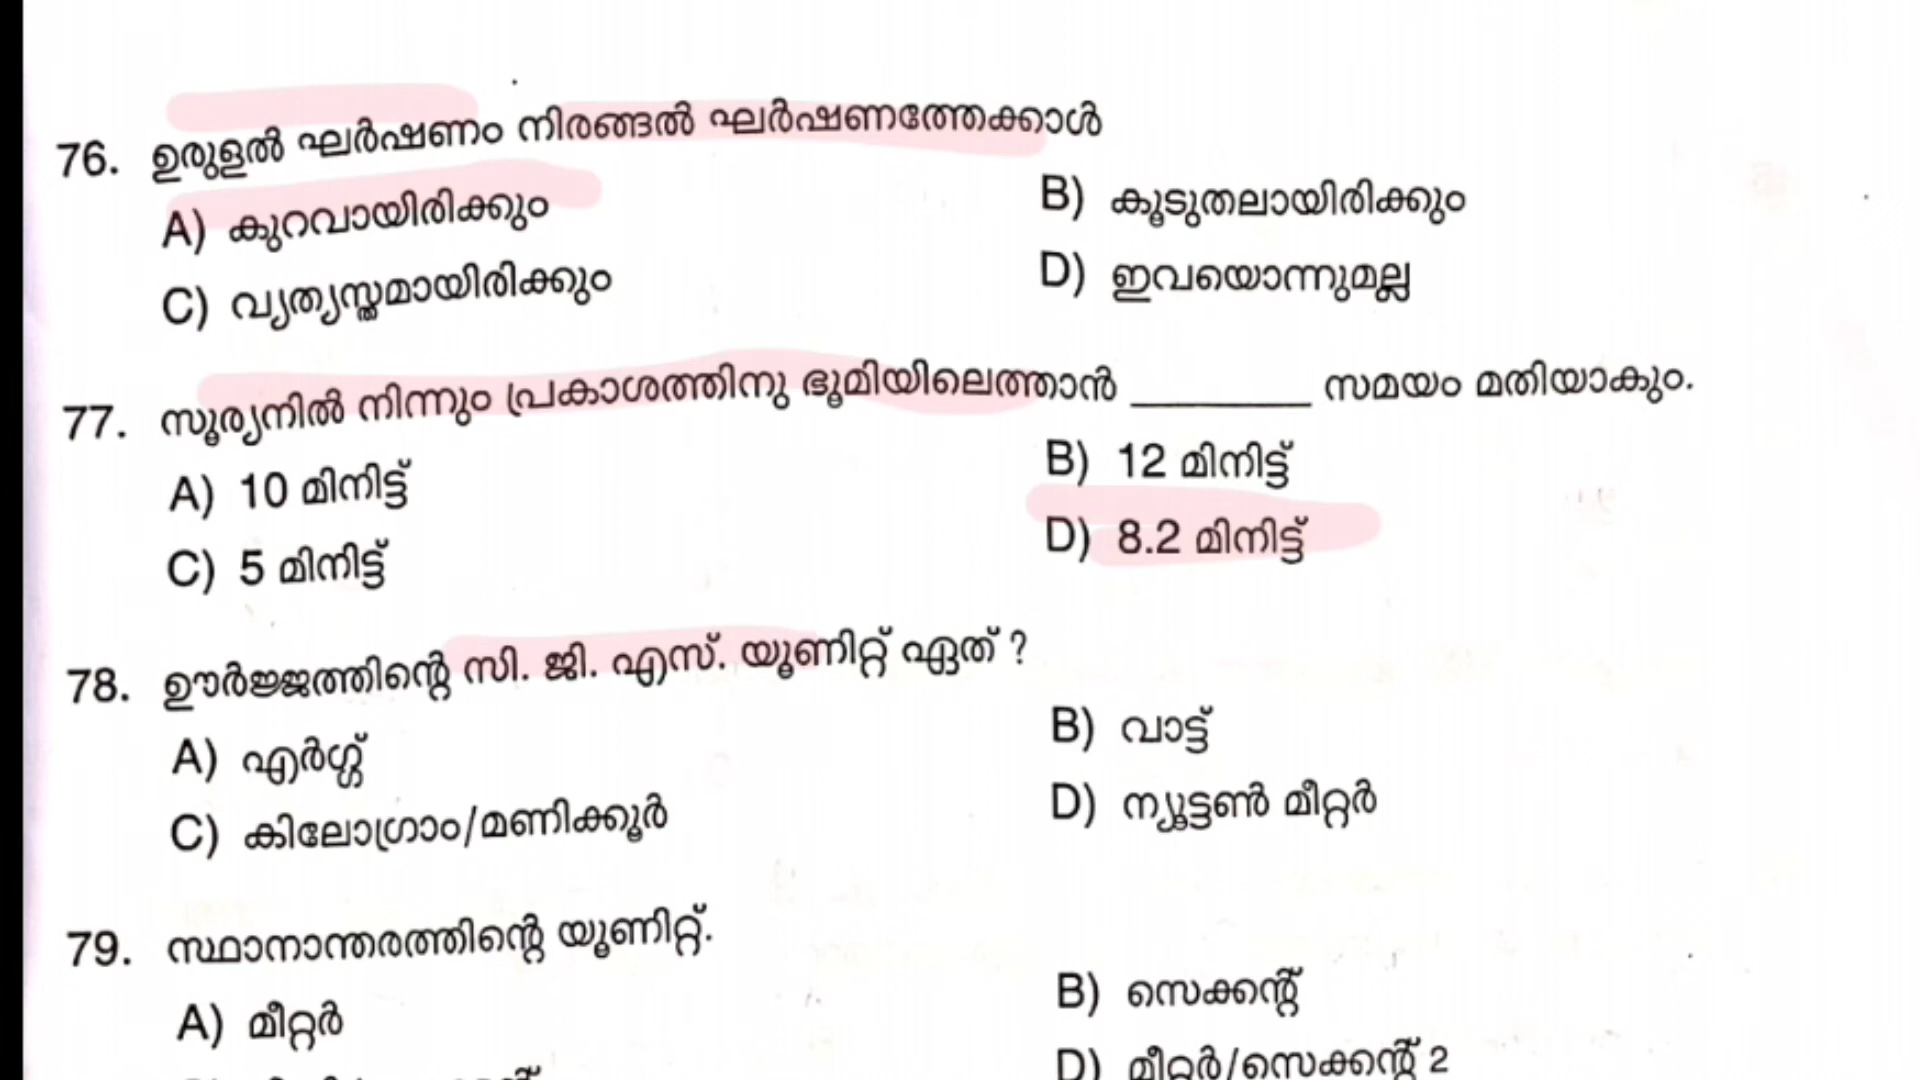 76. ഉരുളൽ ഘർഷണം നിരങ്ങൽ ഘർഷണത്തേക്കാൾ
A) കുറവായിരിക്കും B) കൂടുതലായിരിക്കും
C) വ്യത്യസ്തമായിരിക്കും D) ഇവയൊന്നുമല്ല
77. സൂര്യനിൽ നിന്നും പ്രകാശത്തിനു ഭൂമിയിലെത്താൻ ________ സമയം മതിയാകും.
A) 10 മിനിട്ട് B) 12 മിനിട്ട്
C) 5 മിനിട്ട് D) 8.2 മിനിട്ട്
78. ഊർജ്ജത്തിന്റെ സി. ജി. എസ്. യൂണിറ്റ് ഏത് ?
A) എർഗ്ഗ് B) വാട്ട്
C) കിലോഗ്രാം/മണിക്കൂർ D) ന്യൂട്ടൺ മീറ്റർ
79. സ്ഥാനാന്തരത്തിന്റെ യൂണിറ്റ്.
A) മീറ്റർ B) സെക്കന്റ്
D) മീറ്റർ/സെക്കന്റ് 2